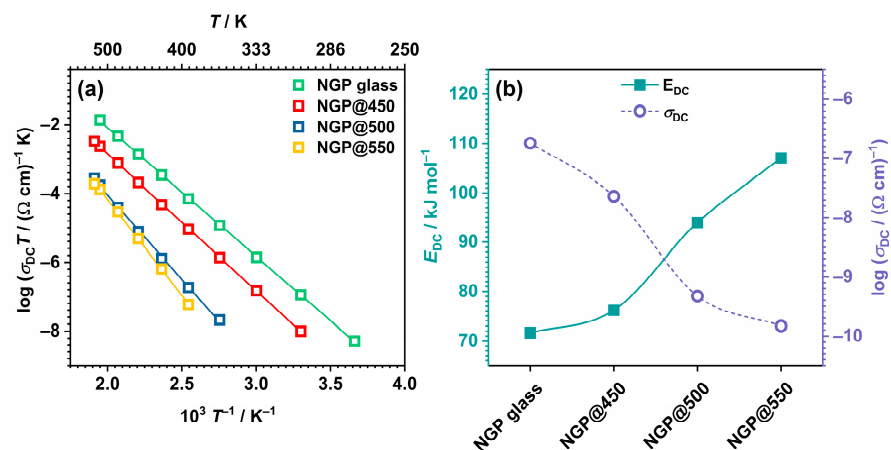 T / K
500 400 333 286 250
(a)
NGP glass
NGP@450
NGP@500
NGP@550
log (σDC T / (Ω cm)⁻¹ K)
−2
−4
−6
−8
2.0 2.5 3.0 3.5 4.0
10³ T⁻¹ / K⁻¹
(b)
EDC
σDC
EDC / kJ mol⁻¹
120
110
100
90
80
70
log (σDC / (Ω cm)⁻¹)
−6
−7
−8
−9
−10
NGP glass
NGP@450
NGP@500
NGP@550